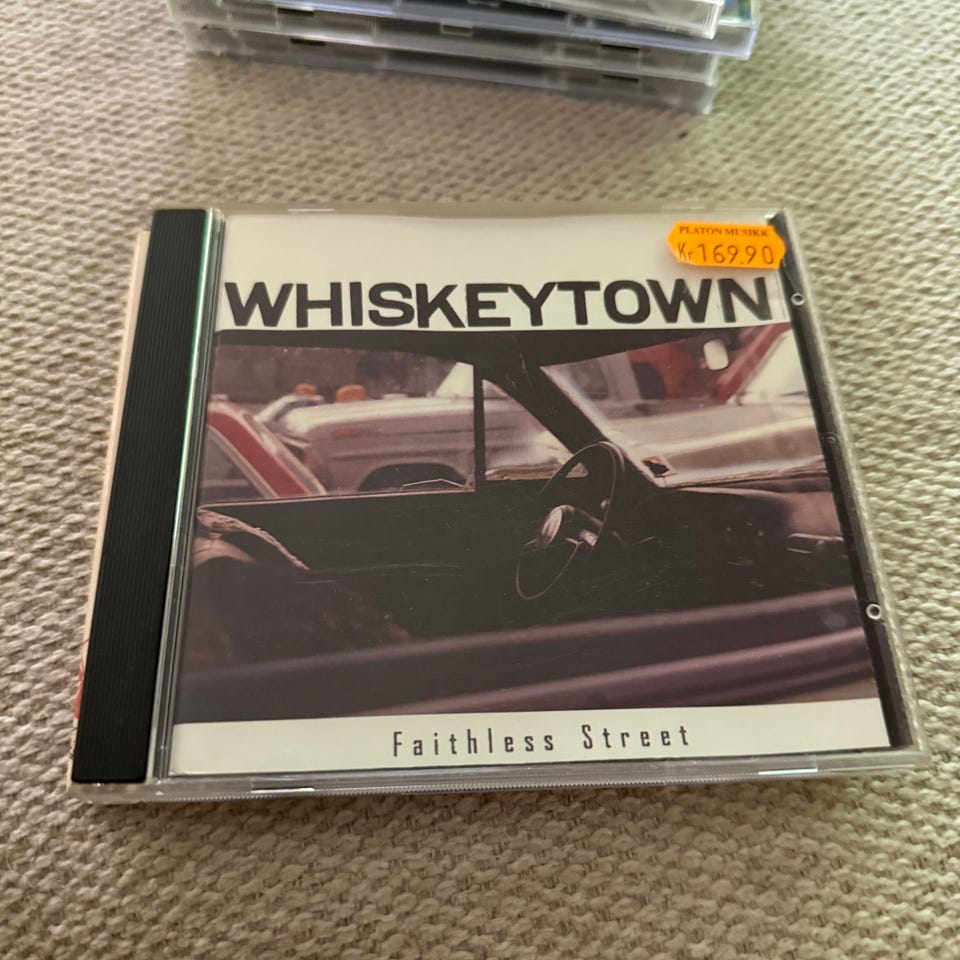 PLATON MUSIKK
Kr 169.90
WHISKEYTOWN
Faithless Street